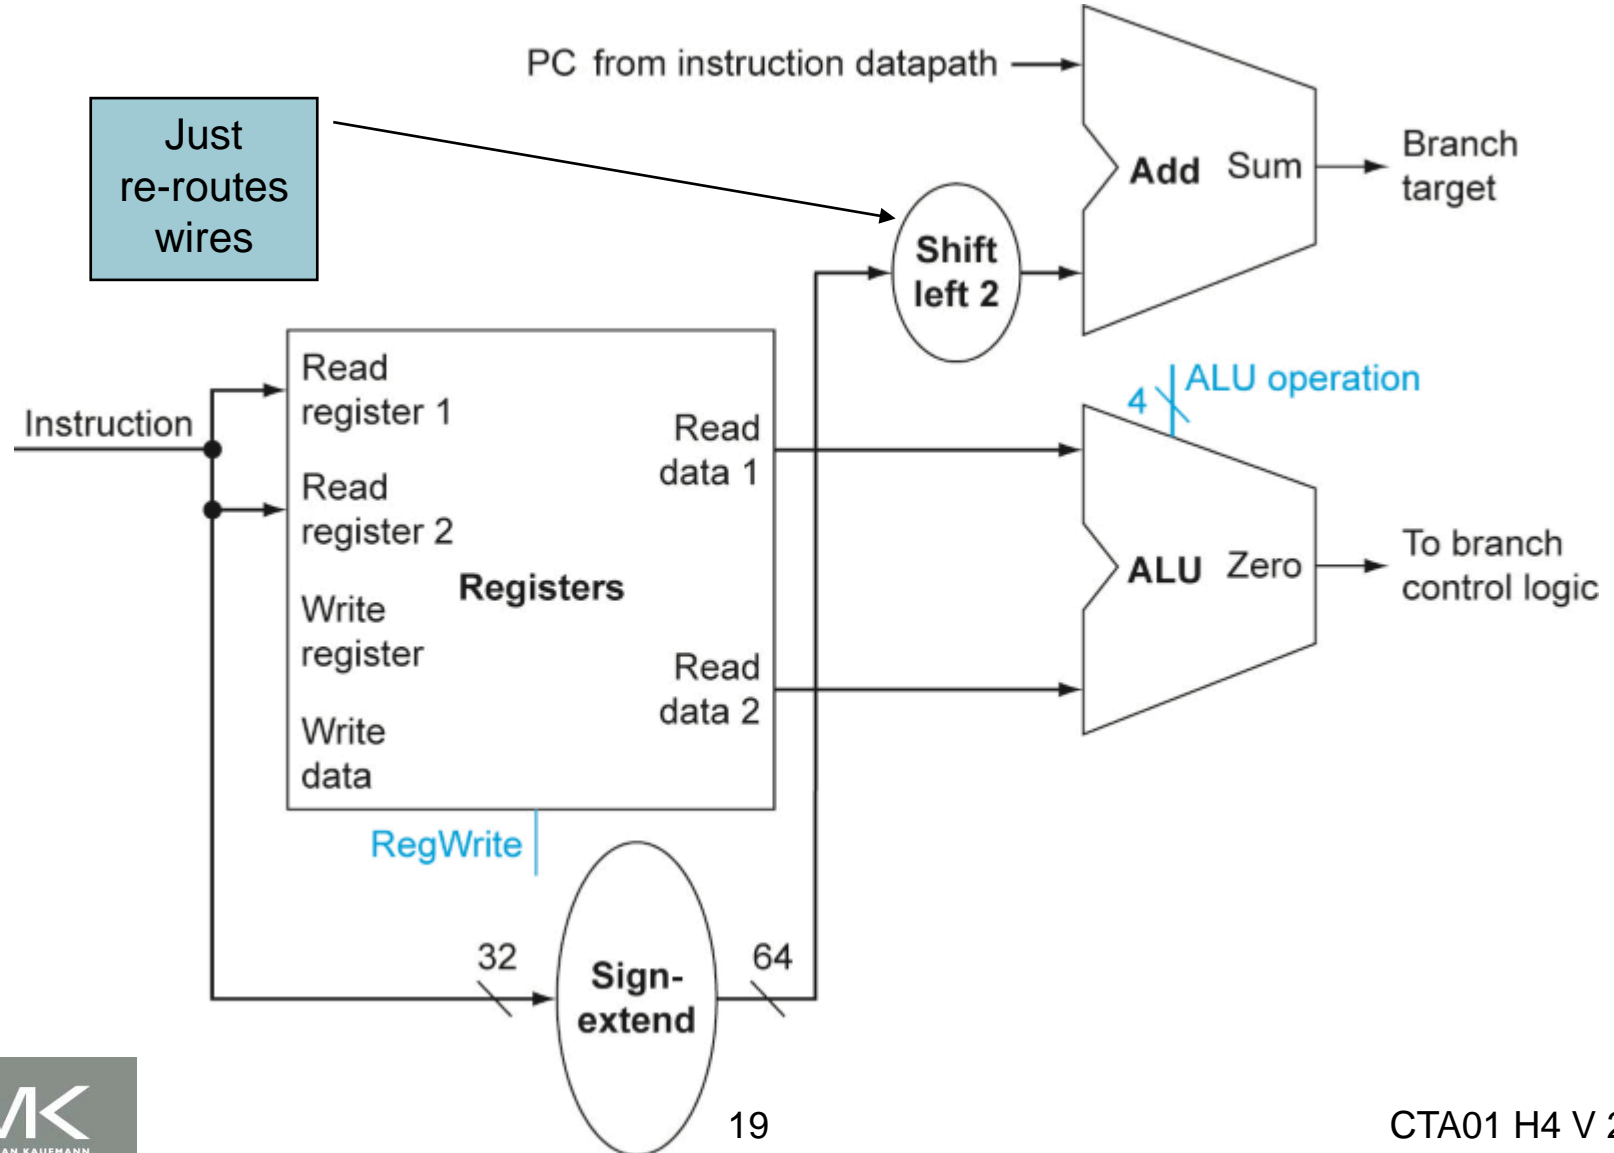 PC from instruction datapath
Just
re-routes
wires
Add
Sum
Branch
target
Shift
left 2
Read
register 1
Instruction
Read
data 1
ALU operation
4
Read
register 2
Registers
ALU
Zero
To branch
control logic
Write
register
Read
data 2
Write
data
RegWrite
32
Sign-
extend
64
MK
19
CTA01 H4 V